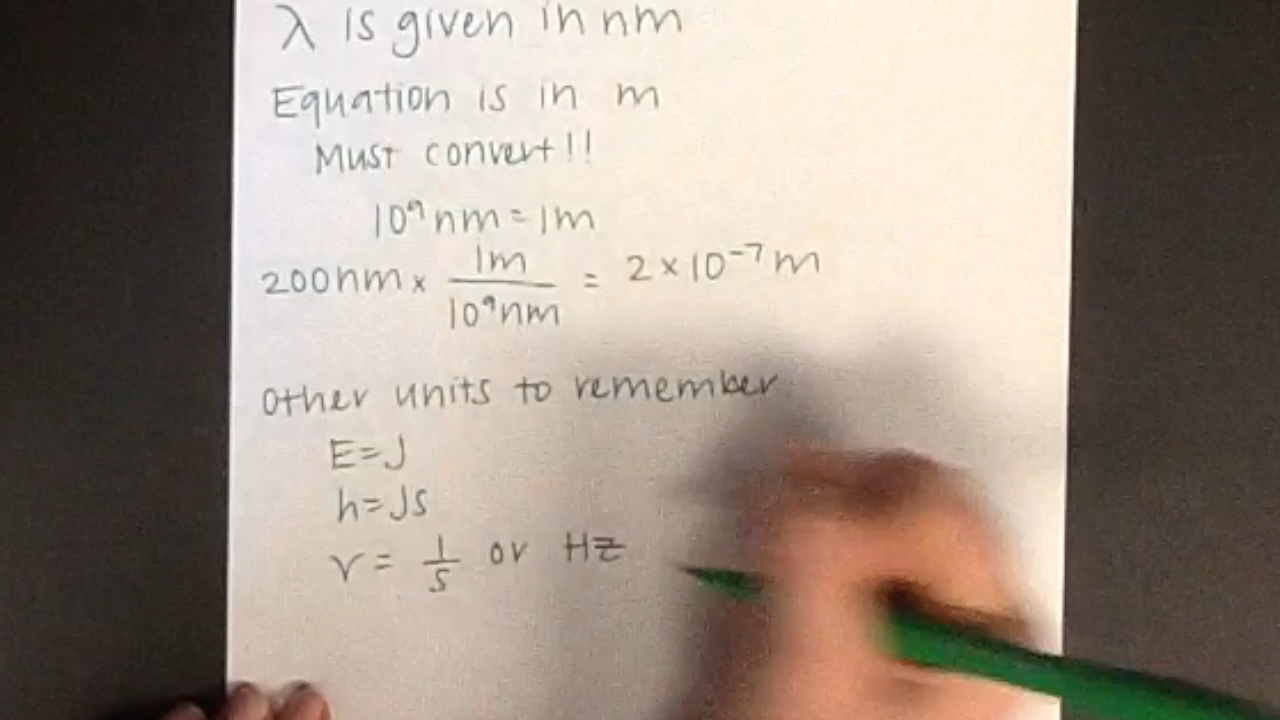 λ is given in nm
Equation is in m
Must convert!!
10⁹ nm = 1m
200nm × 1m/10⁹nm = 2×10⁻⁷ m
Other units to remember
E=J
h=Js
ν = 1/s or Hz